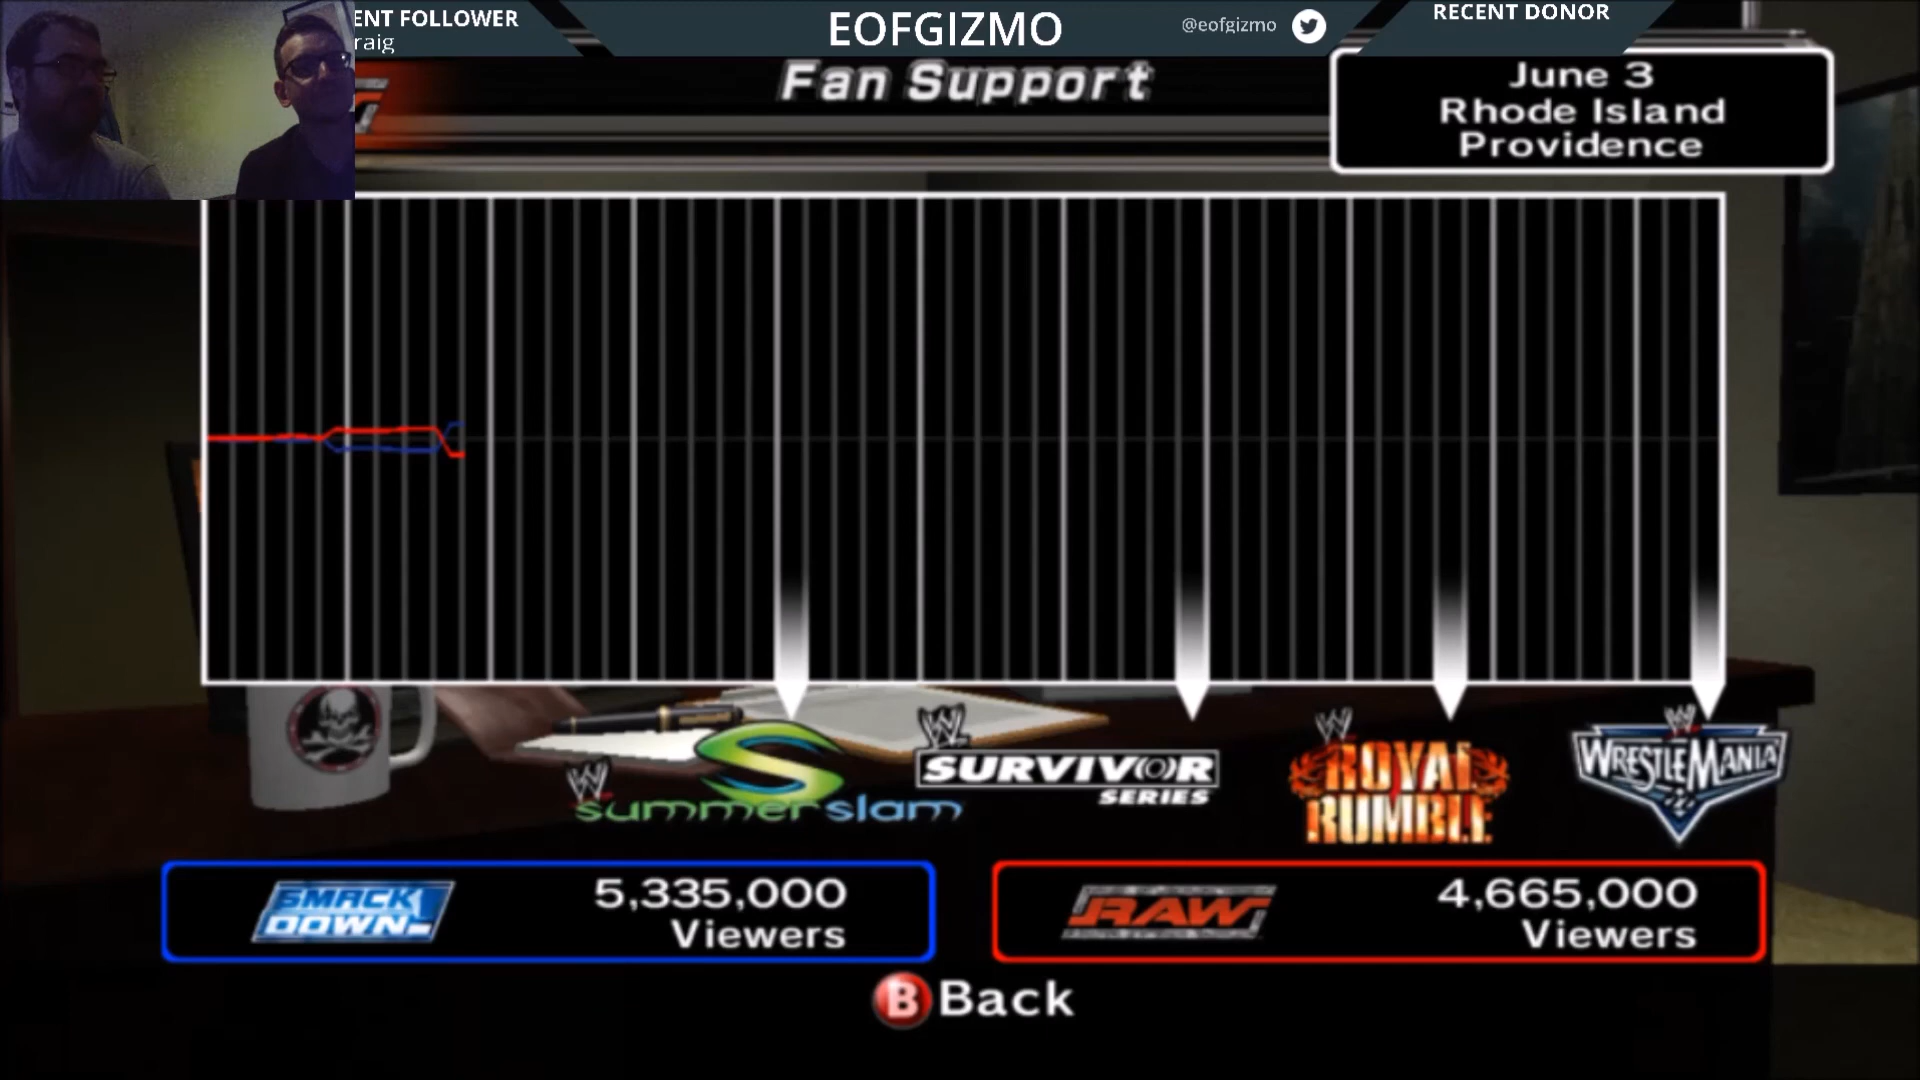 ENT FOLLOWER
raig
EOFGIZMO
@eofgizmo
RECENT DONOR
Fan Support
June 3
Rhode Island
Providence
W
summerslam
W
SURVIVOR
SERIES
W
ROYAL
RUMBLE
W
WRESTLEMANIA
22
SMACK
DOWN!
5,335,000
Viewers
RAW
4,665,000
Viewers
B Back